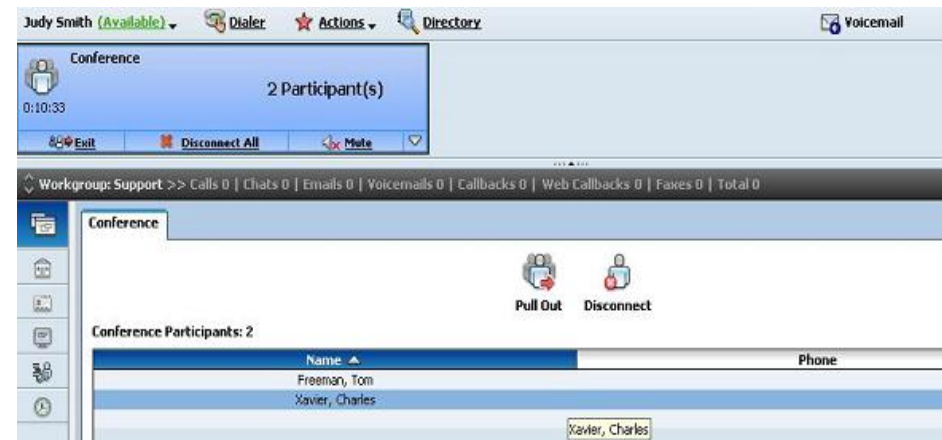 Judy Smith (Available) Dialer Actions Directory Voicemail
Conference
2 Participant(s)
0:10:33
Exit Disconnect All Mute
Workgroup: Support >> Calls 0 | Chats 0 | Emails 0 | Voicemails 0 | Callbacks 0 | Web Callbacks 0 | Faxes 0 | Total 0
Conference
Pull Out Disconnect
Conference Participants: 2
Name Phone
Freeman, Tom
Xavier, Charles
Xavier, Charles